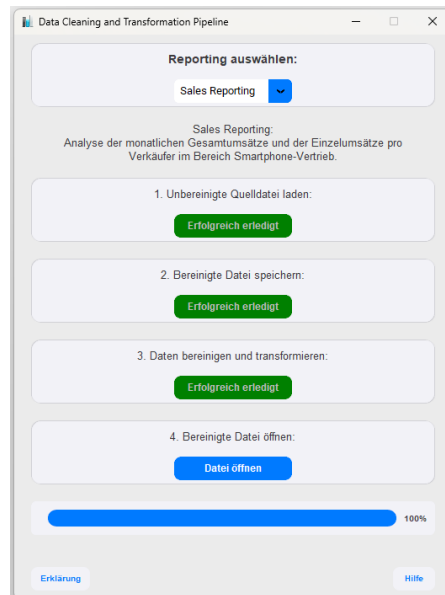 Data Cleaning and Transformation Pipeline
Reporting auswählen:
Sales Reporting
Sales Reporting:
Analyse der monatlichen Gesamtumsätze und der Einzelumsätze pro
Verkäufer im Bereich Smartphone-Vertrieb.
1. Unbereinigte Quelldatei laden:
Erfolgreich erledigt
2. Bereinigte Datei speichern:
Erfolgreich erledigt
3. Daten bereinigen und transformieren:
Erfolgreich erledigt
4. Bereinigte Datei öffnen:
Datei öffnen
100%
Erklärung
Hilfe